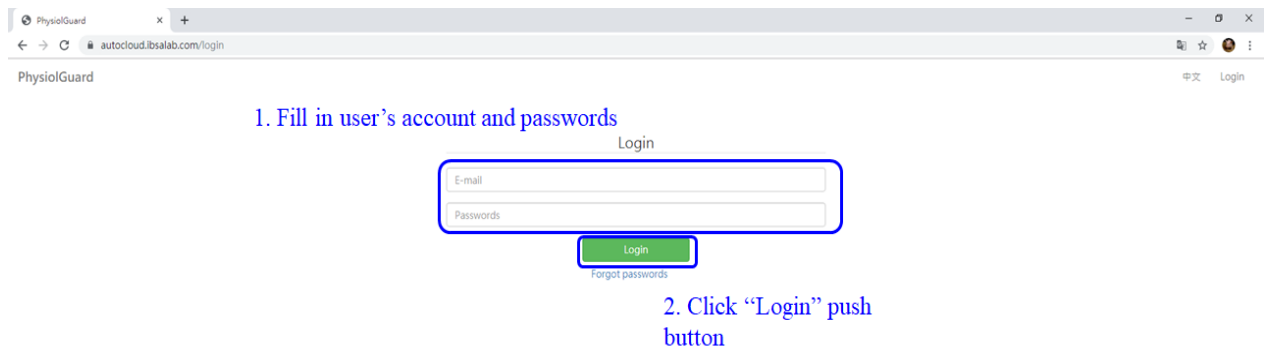 PhysiolGuard
autocloud.ibsalab.com/login
PhysiolGuard 中文 Login
1. Fill in user’s account and passwords
Login
E-mail
Passwords
Login
Forgot passwords
2. Click “Login” push
button